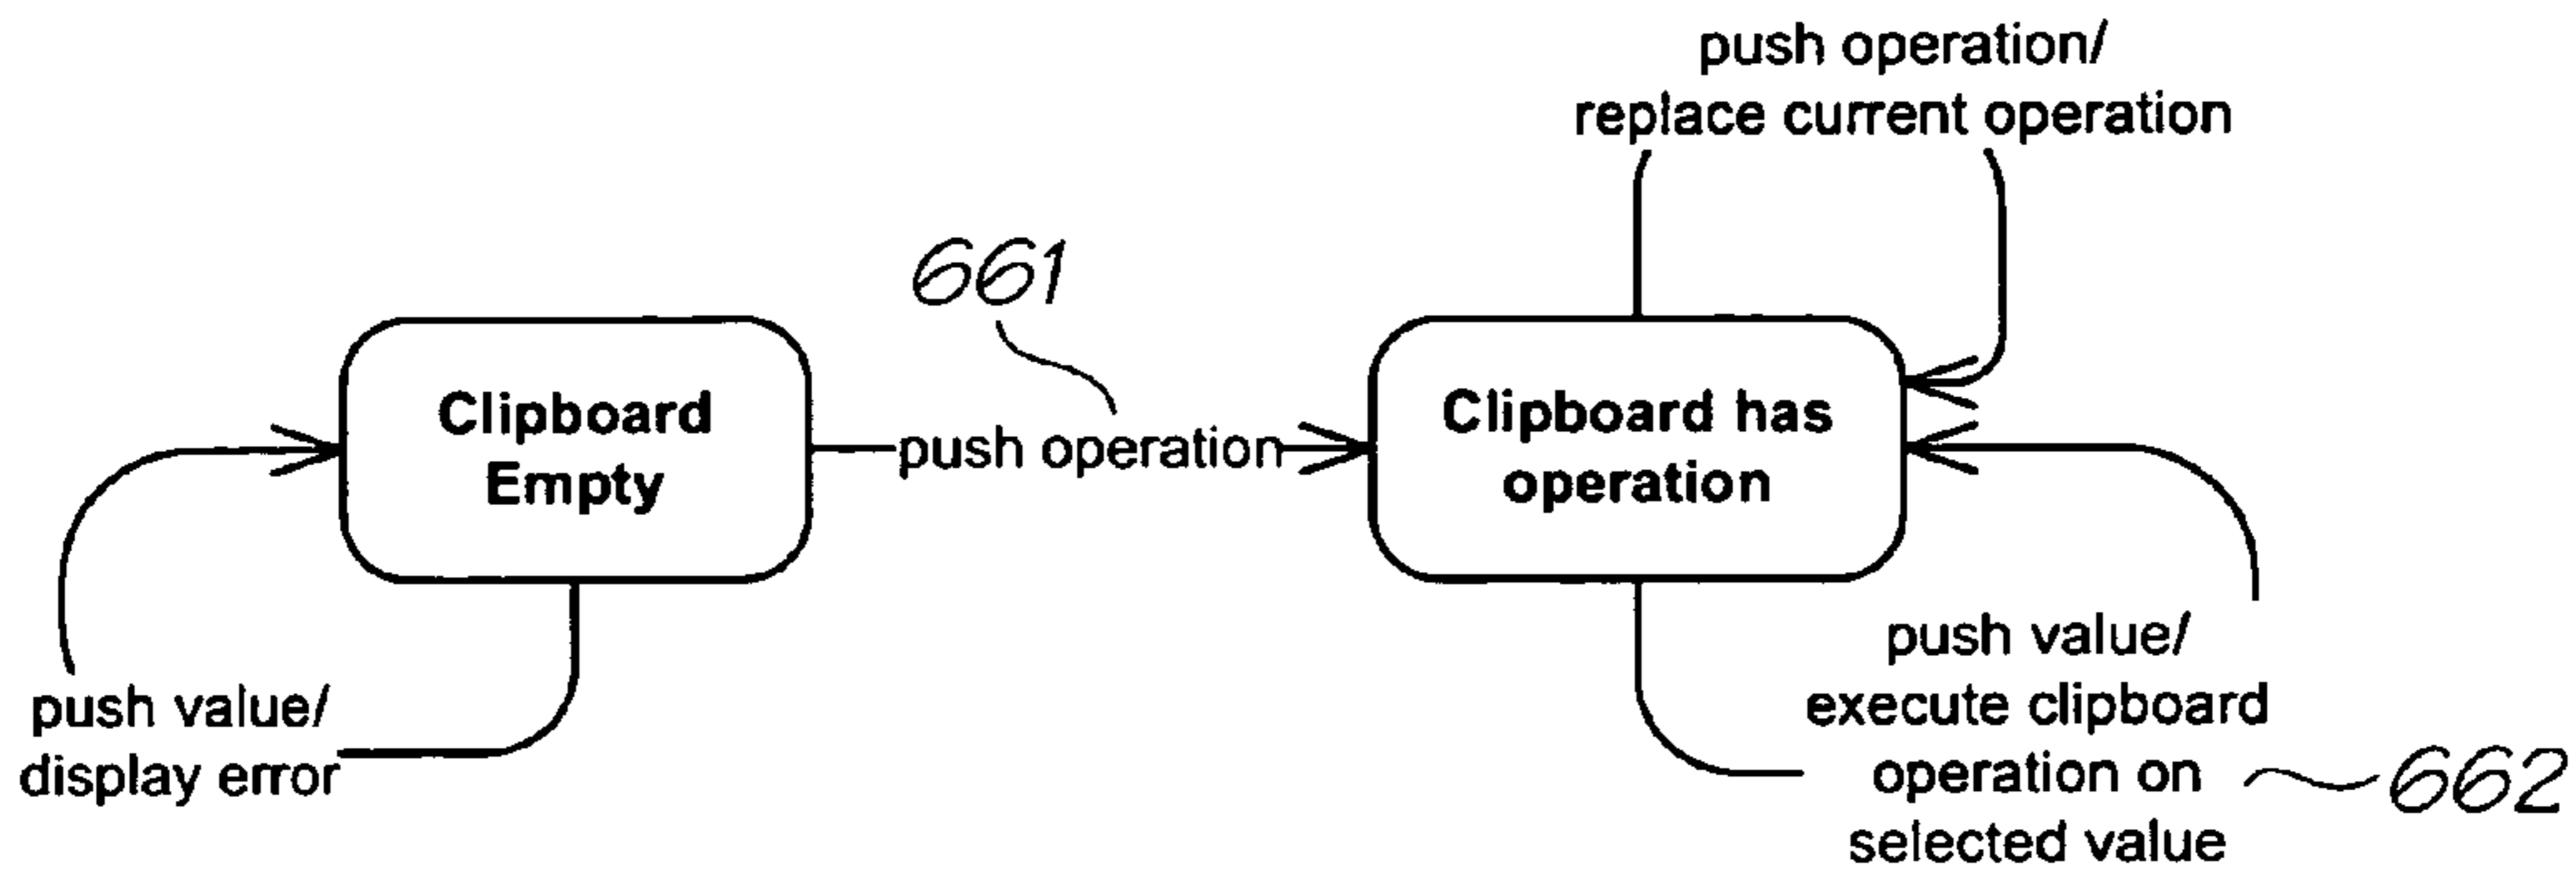 push operation/
replace current operation
661
Clipboard
Empty
push operation
Clipboard has
operation
push value/
display error
push value/
execute clipboard
operation on
selected value
662